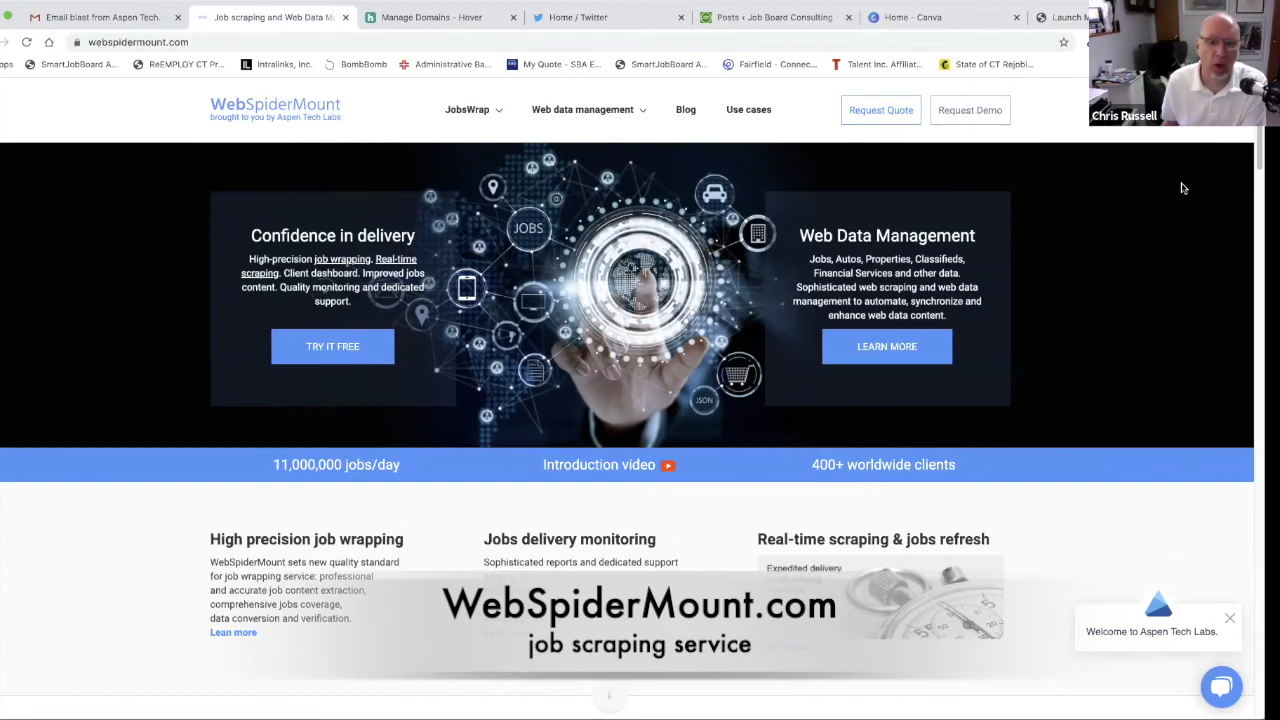 Email blast from Aspen Tech.
Job scraping and Web Data M
Manage Domains - Hover
Home / Twitter
Posts ‹ Job Board Consulting
Home - Canva
Launch M
webspidermount.com
SmartJobBoard A...
ReEMPLOY CT Pr...
Intralinks, Inc.
BombBomb
Administrative Ba...
My Quote - SBA E...
SmartJobBoard A...
Fairfield - Connec...
Talent Inc. Affiliat...
State of CT Rejobi...
Chris Russell
WebSpiderMount
brought to you by Aspen Tech Labs
JobsWrap
Web data management
Blog
Use cases
Request Quote
Request Demo
Confidence in delivery
High-precision job wrapping. Real-time
scraping. Client dashboard. Improved jobs
content. Quality monitoring and dedicated
support.
TRY IT FREE
JOBS
JSON
Web Data Management
Jobs, Autos, Properties, Classifieds,
Financial Services and other data.
Sophisticated web scraping and web data
management to automate, synchronize and
enhance web data content.
LEARN MORE
11,000,000 jobs/day
Introduction video
400+ worldwide clients
High precision job wrapping
WebSpiderMount sets new quality standard
for job wrapping service: professional
and accurate job content extraction,
comprehensive jobs coverage,
data conversion and verification.
Learn more
Jobs delivery monitoring
Sophisticated reports and dedicated support
Real-time scraping & jobs refresh
Expedited delivery
WebSpiderMount.com
job scraping service
Welcome to Aspen Tech Labs.